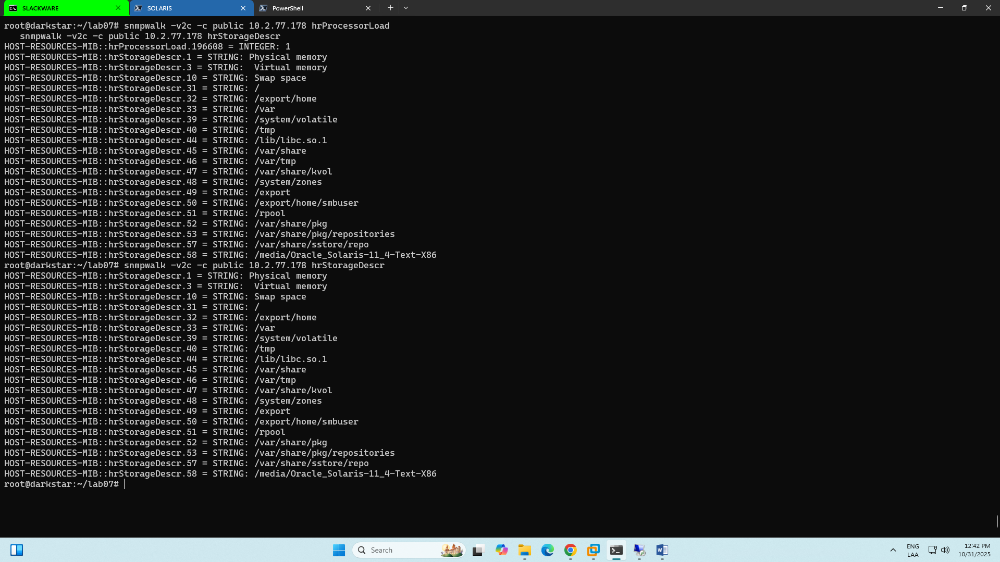 SLACKWARE
SOLARIS
PowerShell
root@darkstar:~/lab07# snmpwalk -v2c -c public 10.2.77.178 hrProcessorLoad
   snmpwalk -v2c -c public 10.2.77.178 hrStorageDescr
HOST-RESOURCES-MIB::hrProcessorLoad.196608 = INTEGER: 1
HOST-RESOURCES-MIB::hrStorageDescr.1 = STRING: Physical memory
HOST-RESOURCES-MIB::hrStorageDescr.3 = STRING:  Virtual memory
HOST-RESOURCES-MIB::hrStorageDescr.10 = STRING: Swap space
HOST-RESOURCES-MIB::hrStorageDescr.31 = STRING: /
HOST-RESOURCES-MIB::hrStorageDescr.32 = STRING: /export/home
HOST-RESOURCES-MIB::hrStorageDescr.33 = STRING: /var
HOST-RESOURCES-MIB::hrStorageDescr.39 = STRING: /system/volatile
HOST-RESOURCES-MIB::hrStorageDescr.40 = STRING: /tmp
HOST-RESOURCES-MIB::hrStorageDescr.44 = STRING: /lib/libc.so.1
HOST-RESOURCES-MIB::hrStorageDescr.45 = STRING: /var/share
HOST-RESOURCES-MIB::hrStorageDescr.46 = STRING: /var/tmp
HOST-RESOURCES-MIB::hrStorageDescr.47 = STRING: /var/share/kvol
HOST-RESOURCES-MIB::hrStorageDescr.48 = STRING: /system/zones
HOST-RESOURCES-MIB::hrStorageDescr.49 = STRING: /export
HOST-RESOURCES-MIB::hrStorageDescr.50 = STRING: /export/home/smbuser
HOST-RESOURCES-MIB::hrStorageDescr.51 = STRING: /rpool
HOST-RESOURCES-MIB::hrStorageDescr.52 = STRING: /var/share/pkg
HOST-RESOURCES-MIB::hrStorageDescr.53 = STRING: /var/share/pkg/repositories
HOST-RESOURCES-MIB::hrStorageDescr.57 = STRING: /var/share/sstore/repo
HOST-RESOURCES-MIB::hrStorageDescr.58 = STRING: /media/Oracle_Solaris-11_4-Text-X86
root@darkstar:~/lab07# snmpwalk -v2c -c public 10.2.77.178 hrStorageDescr
HOST-RESOURCES-MIB::hrStorageDescr.1 = STRING: Physical memory
HOST-RESOURCES-MIB::hrStorageDescr.3 = STRING:  Virtual memory
HOST-RESOURCES-MIB::hrStorageDescr.10 = STRING: Swap space
HOST-RESOURCES-MIB::hrStorageDescr.31 = STRING: /
HOST-RESOURCES-MIB::hrStorageDescr.32 = STRING: /export/home
HOST-RESOURCES-MIB::hrStorageDescr.33 = STRING: /var
HOST-RESOURCES-MIB::hrStorageDescr.39 = STRING: /system/volatile
HOST-RESOURCES-MIB::hrStorageDescr.40 = STRING: /tmp
HOST-RESOURCES-MIB::hrStorageDescr.44 = STRING: /lib/libc.so.1
HOST-RESOURCES-MIB::hrStorageDescr.45 = STRING: /var/share
HOST-RESOURCES-MIB::hrStorageDescr.46 = STRING: /var/tmp
HOST-RESOURCES-MIB::hrStorageDescr.47 = STRING: /var/share/kvol
HOST-RESOURCES-MIB::hrStorageDescr.48 = STRING: /system/zones
HOST-RESOURCES-MIB::hrStorageDescr.49 = STRING: /export
HOST-RESOURCES-MIB::hrStorageDescr.50 = STRING: /export/home/smbuser
HOST-RESOURCES-MIB::hrStorageDescr.51 = STRING: /rpool
HOST-RESOURCES-MIB::hrStorageDescr.52 = STRING: /var/share/pkg
HOST-RESOURCES-MIB::hrStorageDescr.53 = STRING: /var/share/pkg/repositories
HOST-RESOURCES-MIB::hrStorageDescr.57 = STRING: /var/share/sstore/repo
HOST-RESOURCES-MIB::hrStorageDescr.58 = STRING: /media/Oracle_Solaris-11_4-Text-X86
root@darkstar:~/lab07#
Search
ENG
LAA
12:42 PM
10/31/2025